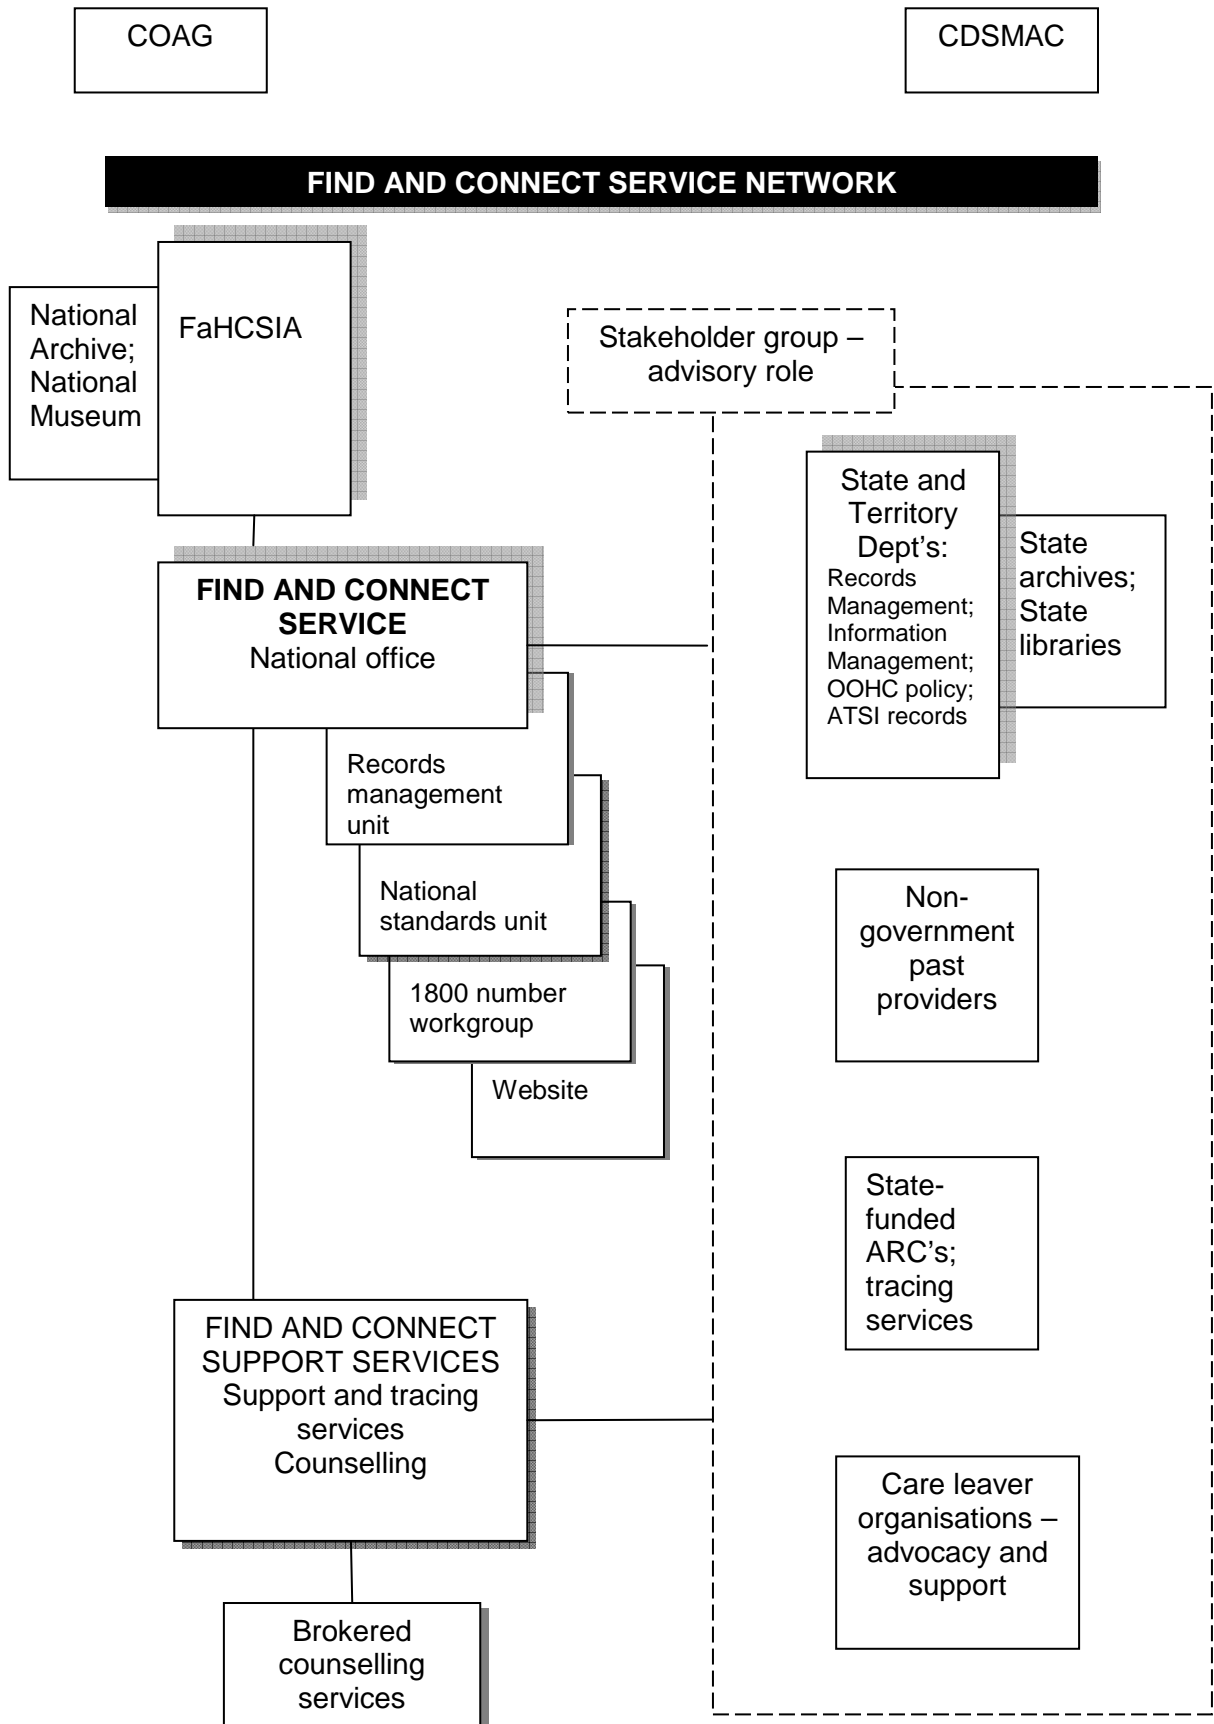 COAG
CDSMAC
FIND AND CONNECT SERVICE NETWORK
National
Archive;
National
Museum
FaHCSIA
Stakeholder group –
advisory role
FIND AND CONNECT
SERVICE
National office
Records
management
unit
National
standards unit
1800 number
workgroup
Website
State and
Territory
Dept's:
Records
Management;
Information
Management;
OOHC policy;
ATSI records
State
archives;
State
libraries
Non-
government
past
providers
State-
funded
ARC's;
tracing
services
FIND AND CONNECT
SUPPORT SERVICES
Support and tracing
services
Counselling
Care leaver
organisations –
advocacy and
support
Brokered
counselling
services